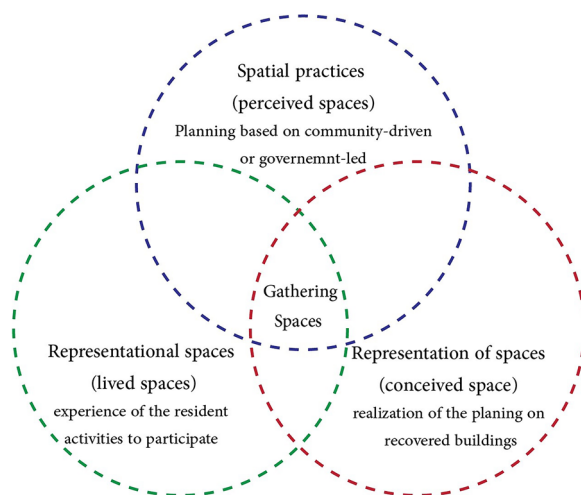 Spatial practices
(perceived spaces)
Planning based on community-driven
or governemnt-led
Gathering
Spaces
Representational spaces
(lived spaces)
experience of the resident
activities to participate
Representation of spaces
(conceived space)
realization of the planing on
recovered buildings